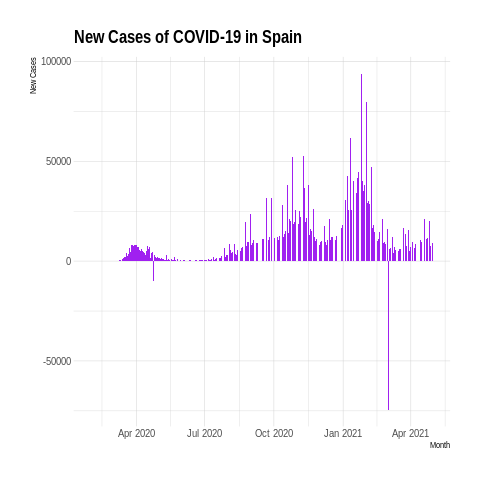 New Cases of COVID-19 in Spain
New Cases
100000
50000
0
-50000
Apr 2020 Jul 2020 Oct 2020 Jan 2021 Apr 2021
Month